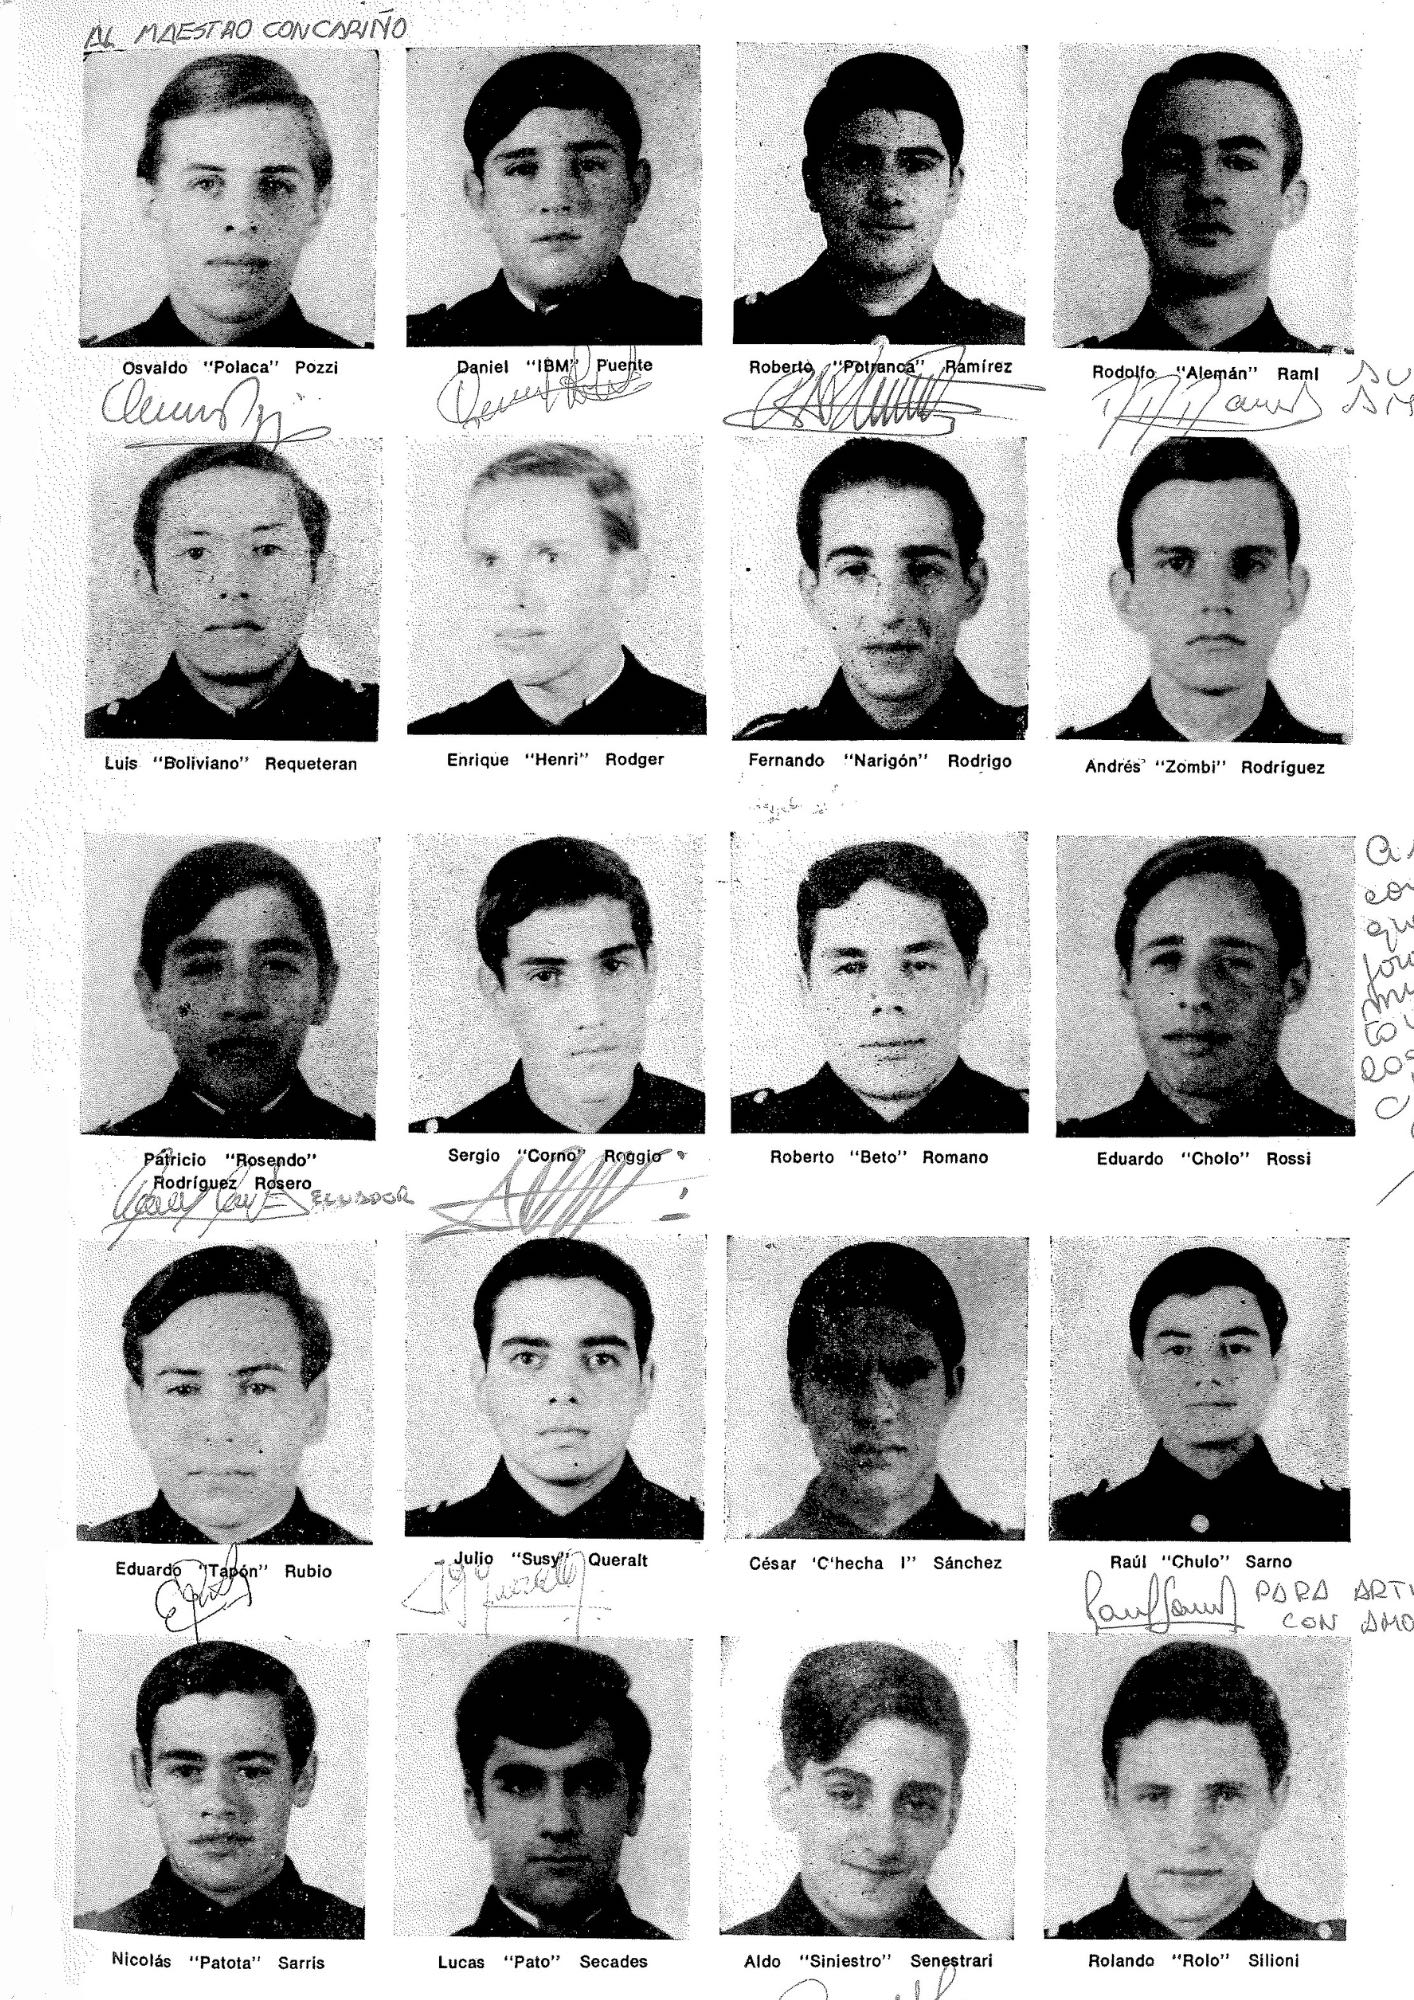 AL MAESTRO CON CARIÑO
Osvaldo "Polaca" Pozzi
Daniel "IBM" Puente
Roberto "Potranca" Ramírez
Rodolfo "Alemán" Raml
Luis "Boliviano" Requeteran
Enrique "Henri" Rodger
Fernando "Narigón" Rodrigo
Andrés "Zombi" Rodríguez
Patricio "Rosendo"
Rodríguez Rosero
ECUADOR
Sergio "Corno" Roggio
Roberto "Beto" Romano
Eduardo "Cholo" Rossi
Eduardo "Tapón" Rubio
Julio "Susy" Queralt
César 'C'hecha I" Sánchez
Raúl "Chulo" Sarno
PARA ARTI
CON AMO
Nicolás "Patota" Sarris
Lucas "Pato" Secades
Aldo "Siniestro" Senestrari
Rolando "Rolo" Silioni